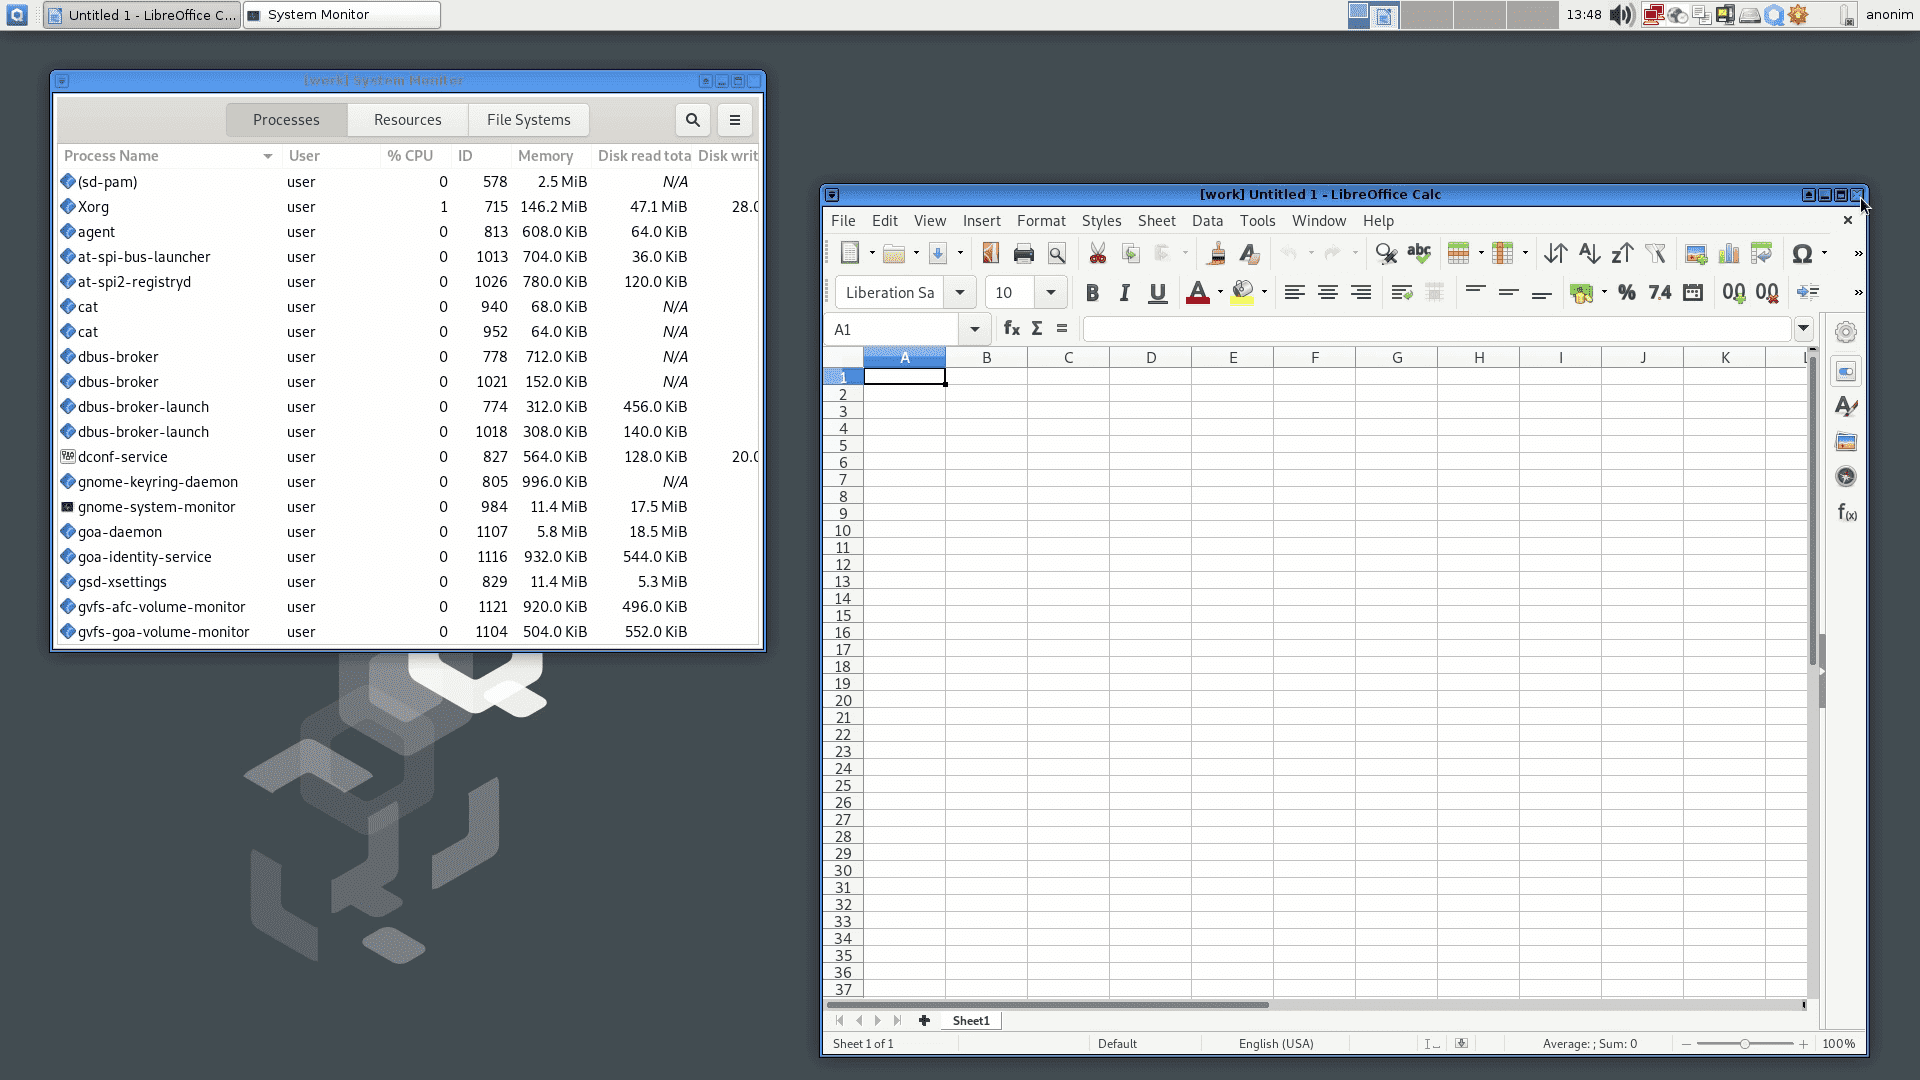 Untitled 1 - LibreOffice C...
System Monitor
13:48
anonim
[work] System Monitor
Processes
Resources
File Systems
Process Name User % CPU ID Memory Disk read tota Disk writ
(sd-pam) user 0 578 2.5 MiB N/A
Xorg user 1 715 146.2 MiB 47.1 MiB 28.0
agent user 0 813 608.0 KiB 64.0 KiB
at-spi-bus-launcher user 0 1013 704.0 KiB 36.0 KiB
at-spi2-registryd user 0 1026 780.0 KiB 120.0 KiB
cat user 0 940 68.0 KiB N/A
cat user 0 952 64.0 KiB N/A
dbus-broker user 0 778 712.0 KiB N/A
dbus-broker user 0 1021 152.0 KiB N/A
dbus-broker-launch user 0 774 312.0 KiB 456.0 KiB
dbus-broker-launch user 0 1018 308.0 KiB 140.0 KiB
dconf-service user 0 827 564.0 KiB 128.0 KiB 20.0
gnome-keyring-daemon user 0 805 996.0 KiB N/A
gnome-system-monitor user 0 984 11.4 MiB 17.5 MiB
goa-daemon user 0 1107 5.8 MiB 18.5 MiB
goa-identity-service user 0 1116 932.0 KiB 544.0 KiB
gsd-xsettings user 0 829 11.4 MiB 5.3 MiB
gvfs-afc-volume-monitor user 0 1121 920.0 KiB 496.0 KiB
gvfs-goa-volume-monitor user 0 1104 504.0 KiB 552.0 KiB
[work] Untitled 1 - LibreOffice Calc
File Edit View Insert Format Styles Sheet Data Tools Window Help
Liberation Sa 10
A1
A B C D E F G H I J K L
1
2
3
4
5
6
7
8
9
10
11
12
13
14
15
16
17
18
19
20
21
22
23
24
25
26
27
28
29
30
31
32
33
34
35
36
37
Sheet1
Sheet 1 of 1 Default English (USA) Average: ; Sum: 0 100%